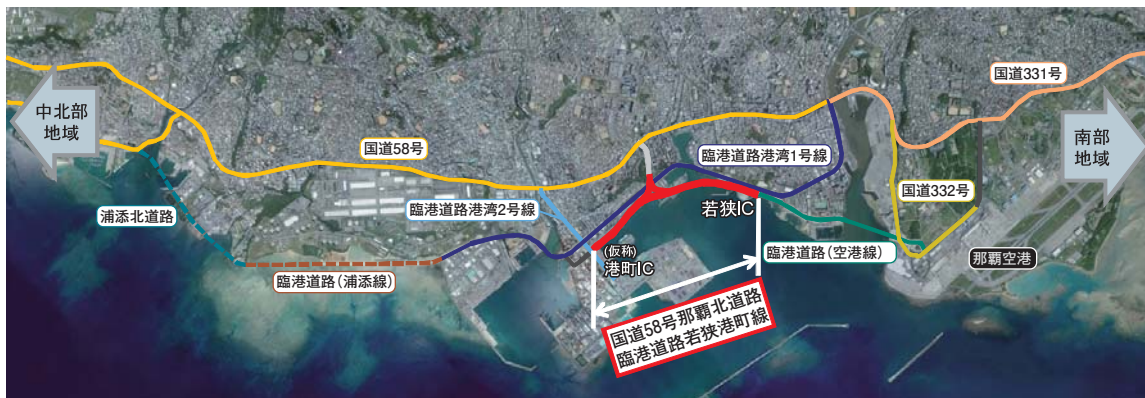 中北部
地域
国道58号
浦添北道路
臨港道路（浦添線）
臨港道路港湾2号線
（仮称）
港町IC
臨港道路港湾1号線
若狭IC
国道58号那覇北道路
臨港道路若狭港町線
臨港道路（空港線）
国道331号
国道332号
那覇空港
南部
地域